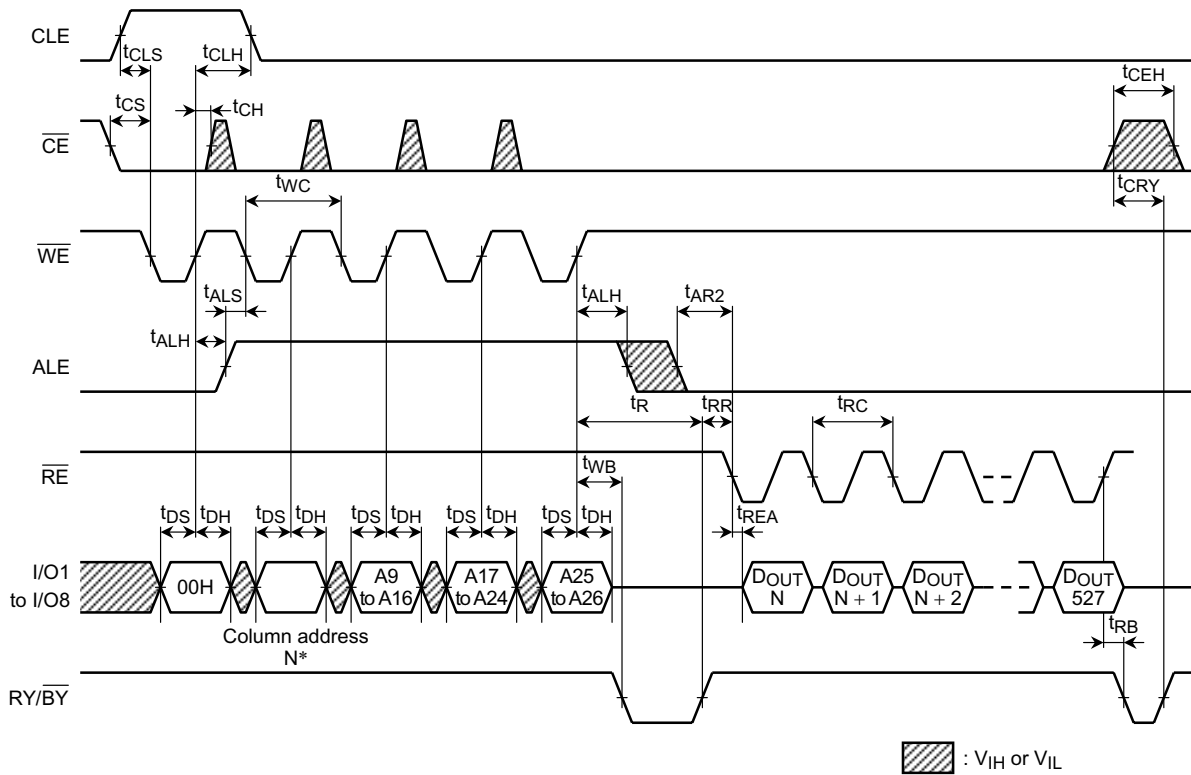 CLE
tCLS
tCLH
tCEH
tCS
tCH
CE
tWC
tCRY
WE
tALS
tALH
tAR2
tALH
ALE
tR
tRR
tRC
RE
tWB
tREA
tDS
tDH
tDS
tDH
tDS
tDH
tDS
tDH
tDS
tDH
I/O1
to I/O8
00H
A9
to A16
A17
to A24
A25
to A26
DOUT
N
DOUT
N + 1
DOUT
N + 2
DOUT
527
Column address
N*
tRB
RY/BY
: VIH or VIL